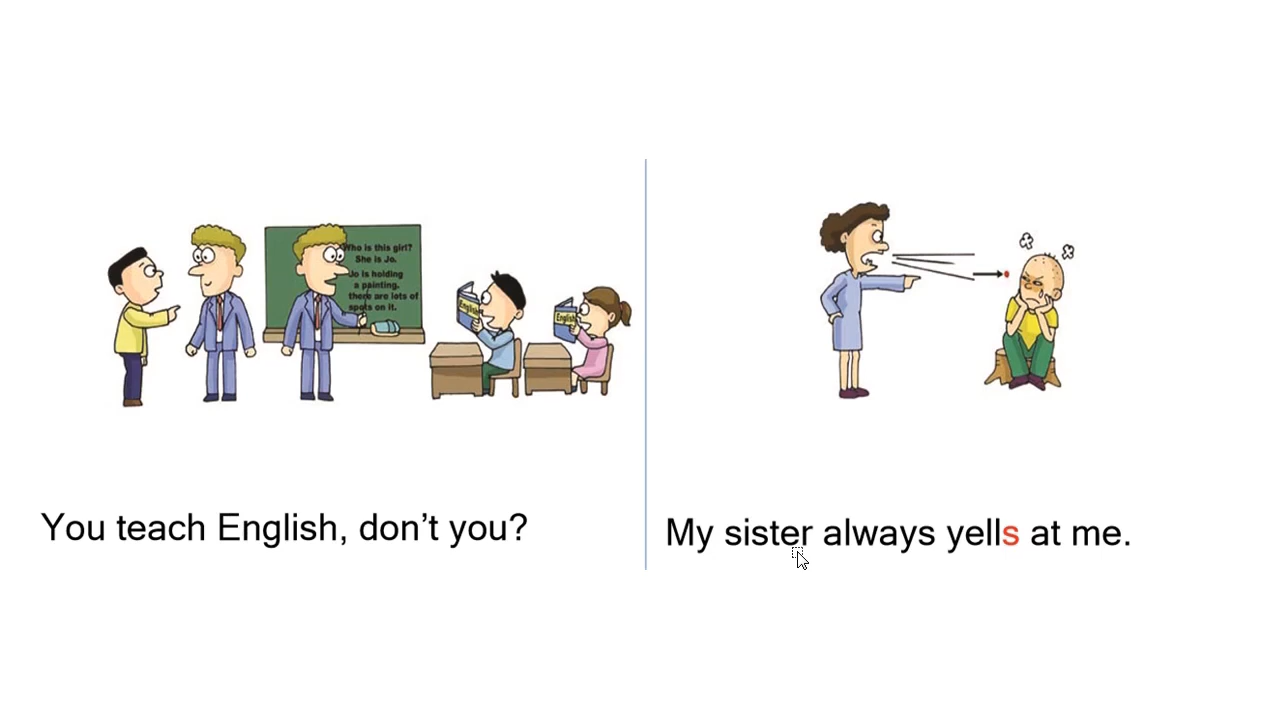 Who is this girl?
She is Jo.
Jo is holding
a painting.
there are lots of
spots on it.
English
English
You teach English, don't you?
My sister always yells at me.